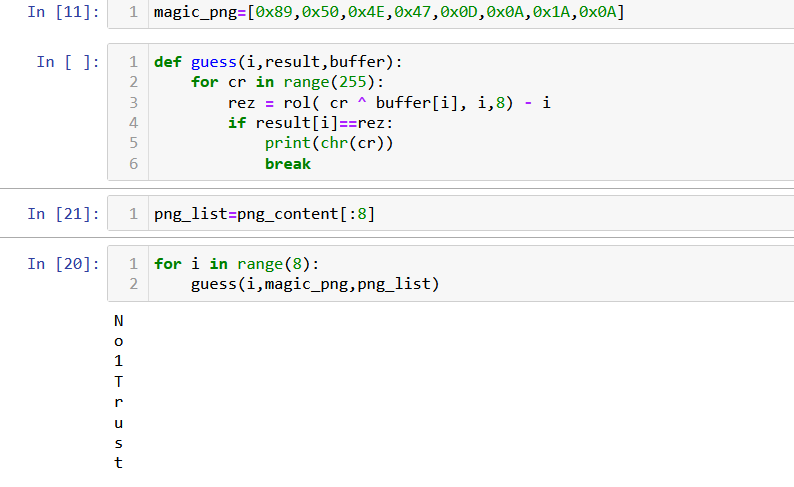 In [11]: 1 magic_png=[0x89,0x50,0x4E,0x47,0x0D,0x0A,0x1A,0x0A]
In [ ]: 1 def guess(i,result,buffer):
2     for cr in range(255):
3         rez = rol( cr ^ buffer[i], i,8) - i
4         if result[i]==rez:
5             print(chr(cr))
6             break
In [21]: 1 png_list=png_content[:8]
In [20]: 1 for i in range(8):
2     guess(i,magic_png,png_list)
N
o
1
T
r
u
s
t